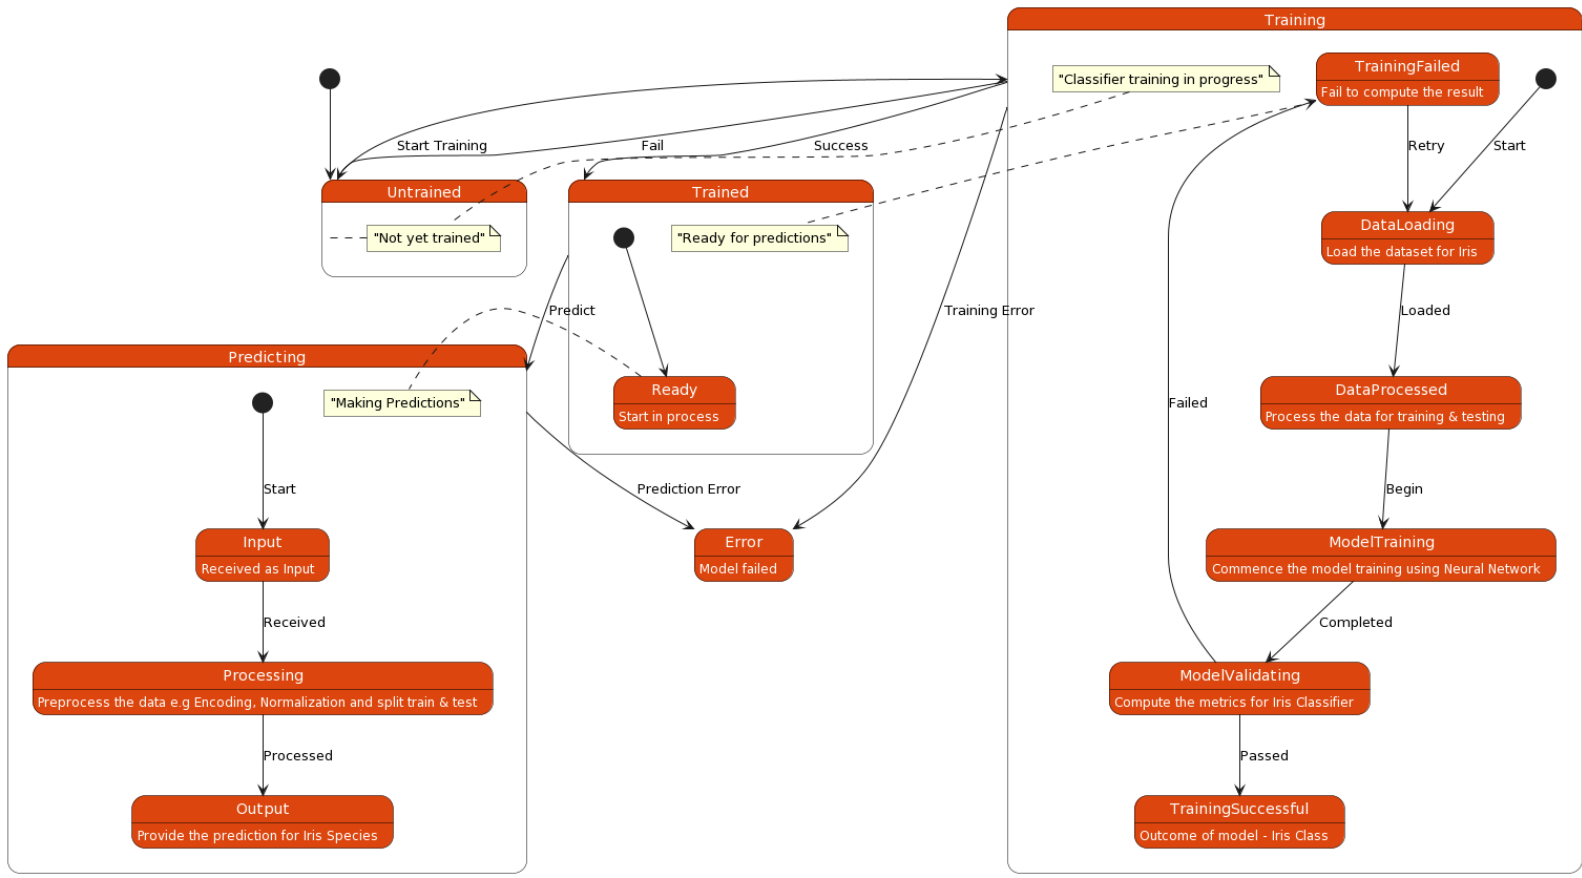 Training
"Classifier training in progress"
TrainingFailed
Fail to compute the result
Start Training
Fail
Success
Retry
Start
Untrained
"Not yet trained"
Trained
"Ready for predictions"
DataLoading
Load the dataset for Iris
Predict
Training Error
Loaded
Predicting
"Making Predictions"
Ready
Start in process
DataProcessed
Process the data for training & testing
Failed
Start
Prediction Error
Begin
Input
Received as Input
Error
Model failed
ModelTraining
Commence the model training using Neural Network
Received
Completed
Processing
Preprocess the data e.g Encoding, Normalization and split train & test
ModelValidating
Compute the metrics for Iris Classifier
Processed
Passed
Output
Provide the prediction for Iris Species
TrainingSuccessful
Outcome of model - Iris Class